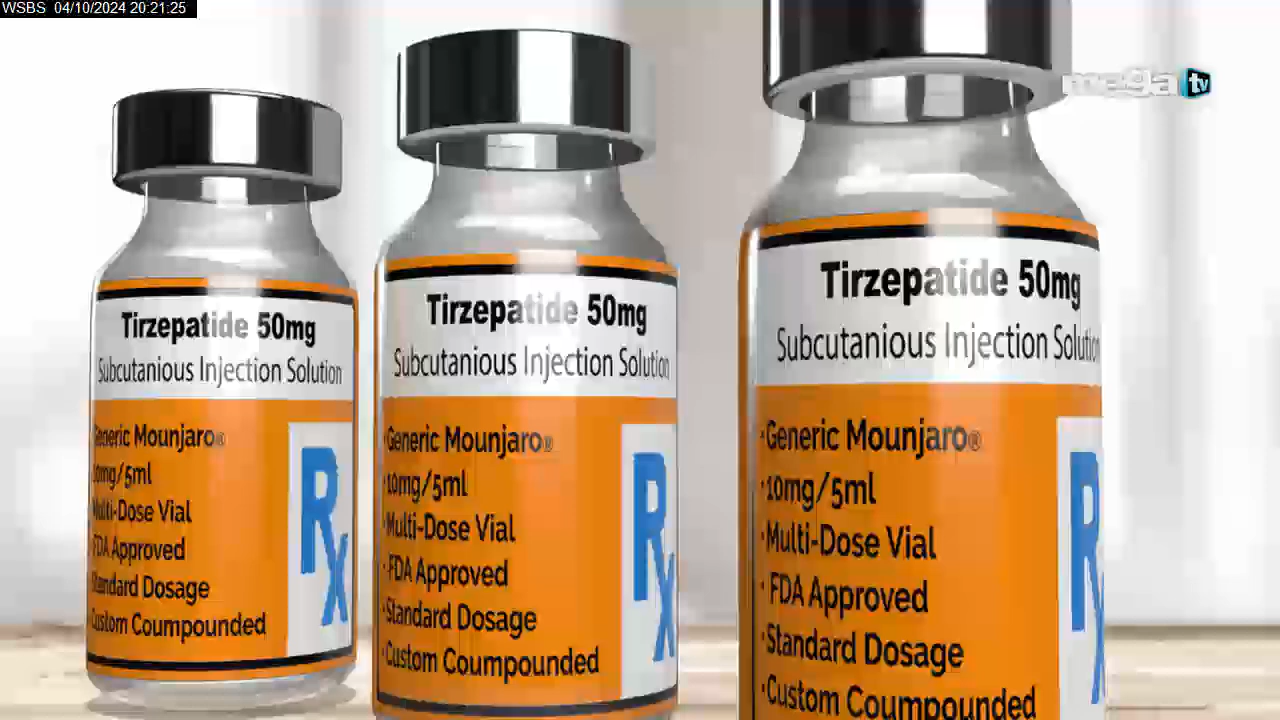 WSBS 04/10/2024 20:21:25
mega tv
Tirzepatide 50mg
Subcutanious Injection Solution
Generic Mounjaro®
10mg/5ml
Multi-Dose Vial
FDA Approved
Standard Dosage
Custom Coumpounded
Rx
Tirzepatide 50mg
Subcutanious Injection Solution
·Generic Mounjaro®
·10mg/5ml
·Multi-Dose Vial
·FDA Approved
·Standard Dosage
·Custom Coumpounded
Rx
Tirzepatide 50mg
Subcutanious Injection Solution
·Generic Mounjaro®
·10mg/5ml
·Multi-Dose Vial
· FDA Approved
·Standard Dosage
·Custom Coumpounded
Rx